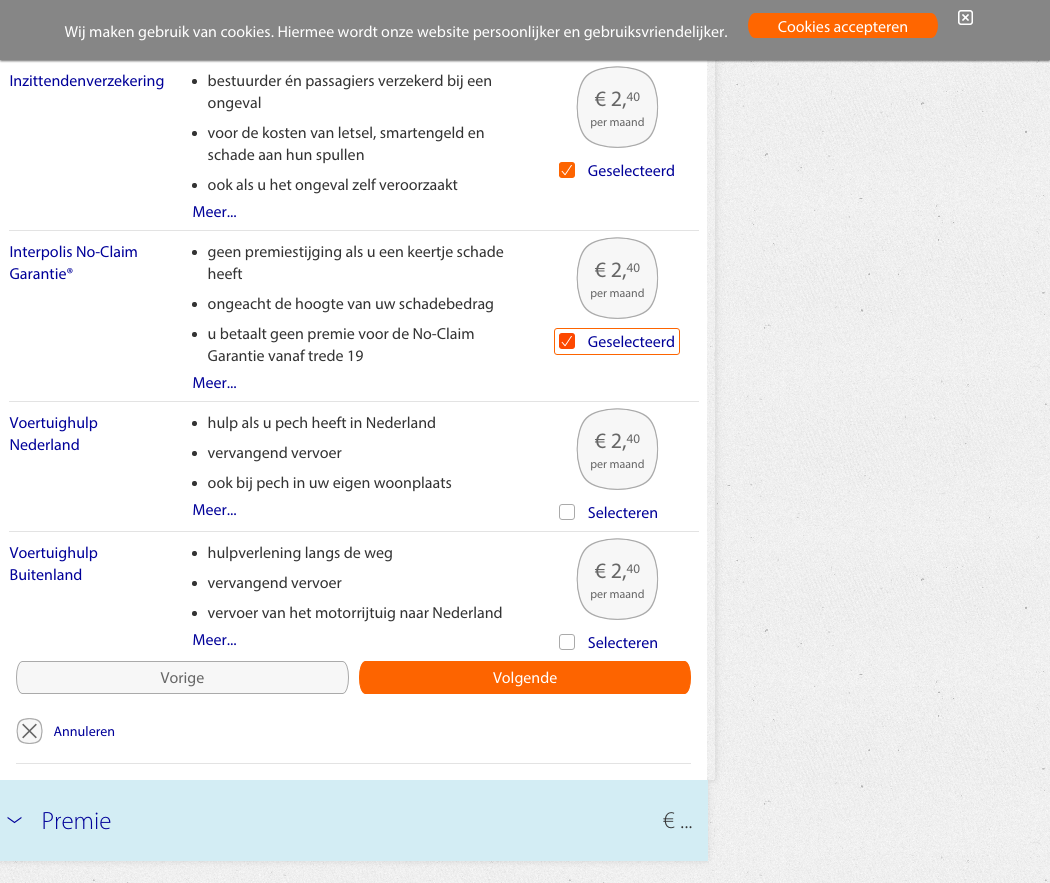 Wij maken gebruik van cookies. Hiermee wordt onze website persoonlijker en gebruiksvriendelijker.
Cookies accepteren
Inzittendenverzekering
• bestuurder én passagiers verzekerd bij een
ongeval
• voor de kosten van letsel, smartengeld en
schade aan hun spullen
• ook als u het ongeval zelf veroorzaakt
Meer...
€ 2,40
per maand
Geselecteerd
Interpolis No-Claim
Garantie®
• geen premiestijging als u een keertje schade
heeft
• ongeacht de hoogte van uw schadebedrag
• u betaalt geen premie voor de No-Claim
Garantie vanaf trede 19
Meer...
€ 2,40
per maand
Geselecteerd
Voertuighulp
Nederland
• hulp als u pech heeft in Nederland
• vervangend vervoer
• ook bij pech in uw eigen woonplaats
Meer...
€ 2,40
per maand
Selecteren
Voertuighulp
Buitenland
• hulpverlening langs de weg
• vervangend vervoer
• vervoer van het motorrijtuig naar Nederland
Meer...
€ 2,40
per maand
Selecteren
Vorige
Volgende
Annuleren
Premie
€ ...